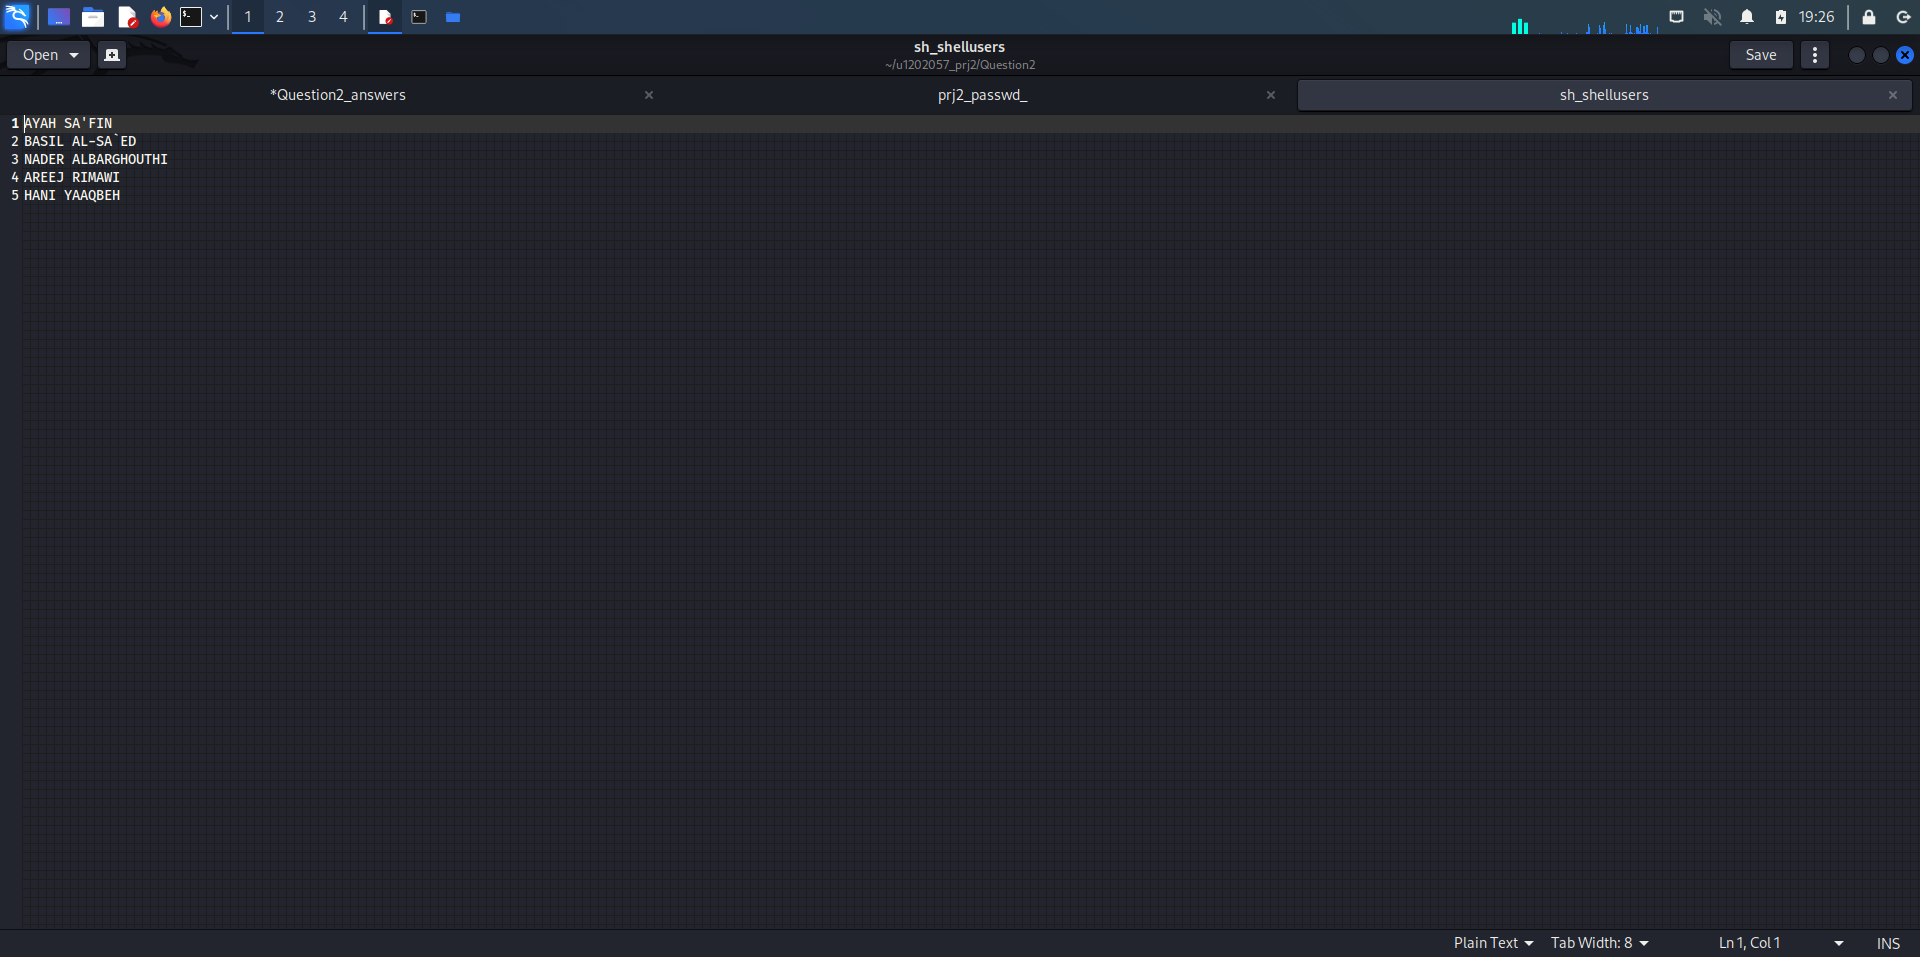 1 2 3 4 19:26
Open sh_shellusers Save
~/u1202057_prj2/Question2
*Question2_answers prj2_passwd_ sh_shellusers
1 AYAH SA'FIN
2 BASIL AL-SA`ED
3 NADER ALBARGHOUTHI
4 AREEJ RIMAWI
5 HANI YAAQBEH
Plain Text Tab Width: 8 Ln 1, Col 1 INS